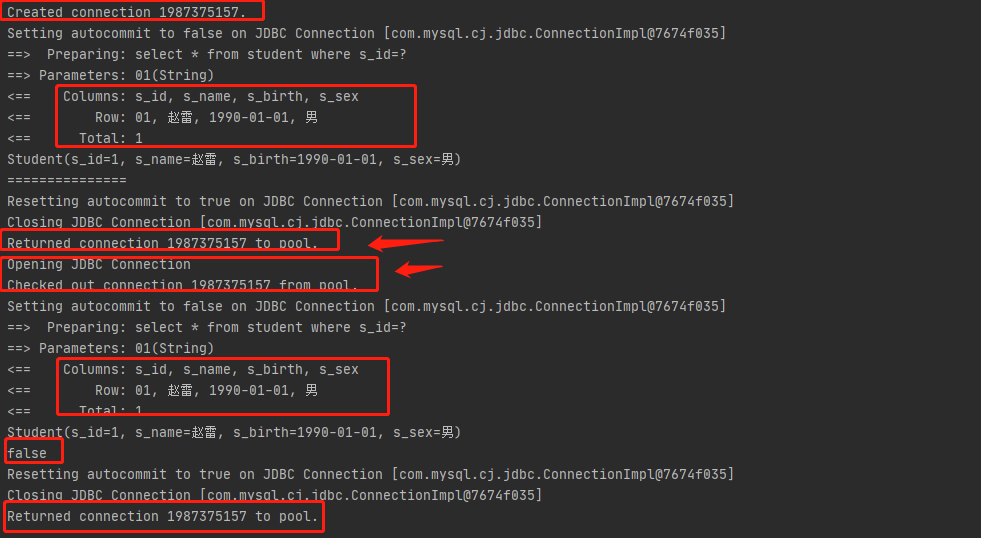 Created connection 1987375157.
Setting autocommit to false on JDBC Connection [com.mysql.cj.jdbc.ConnectionImpl@7674f035]
==>  Preparing: select * from student where s_id=?
==> Parameters: 01(String)
<==    Columns: s_id, s_name, s_birth, s_sex
<==        Row: 01, 赵雷, 1990-01-01, 男
<==      Total: 1
Student(s_id=1, s_name=赵雷, s_birth=1990-01-01, s_sex=男)
===============
Resetting autocommit to true on JDBC Connection [com.mysql.cj.jdbc.ConnectionImpl@7674f035]
Closing JDBC Connection [com.mysql.cj.jdbc.ConnectionImpl@7674f035]
Returned connection 1987375157 to pool.
Opening JDBC Connection
Checked out connection 1987375157 from pool.
Setting autocommit to false on JDBC Connection [com.mysql.cj.jdbc.ConnectionImpl@7674f035]
==>  Preparing: select * from student where s_id=?
==> Parameters: 01(String)
<==    Columns: s_id, s_name, s_birth, s_sex
<==        Row: 01, 赵雷, 1990-01-01, 男
<==      Total: 1
Student(s_id=1, s_name=赵雷, s_birth=1990-01-01, s_sex=男)
false
Resetting autocommit to true on JDBC Connection [com.mysql.cj.jdbc.ConnectionImpl@7674f035]
Closing JDBC Connection [com.mysql.cj.jdbc.ConnectionImpl@7674f035]
Returned connection 1987375157 to pool.